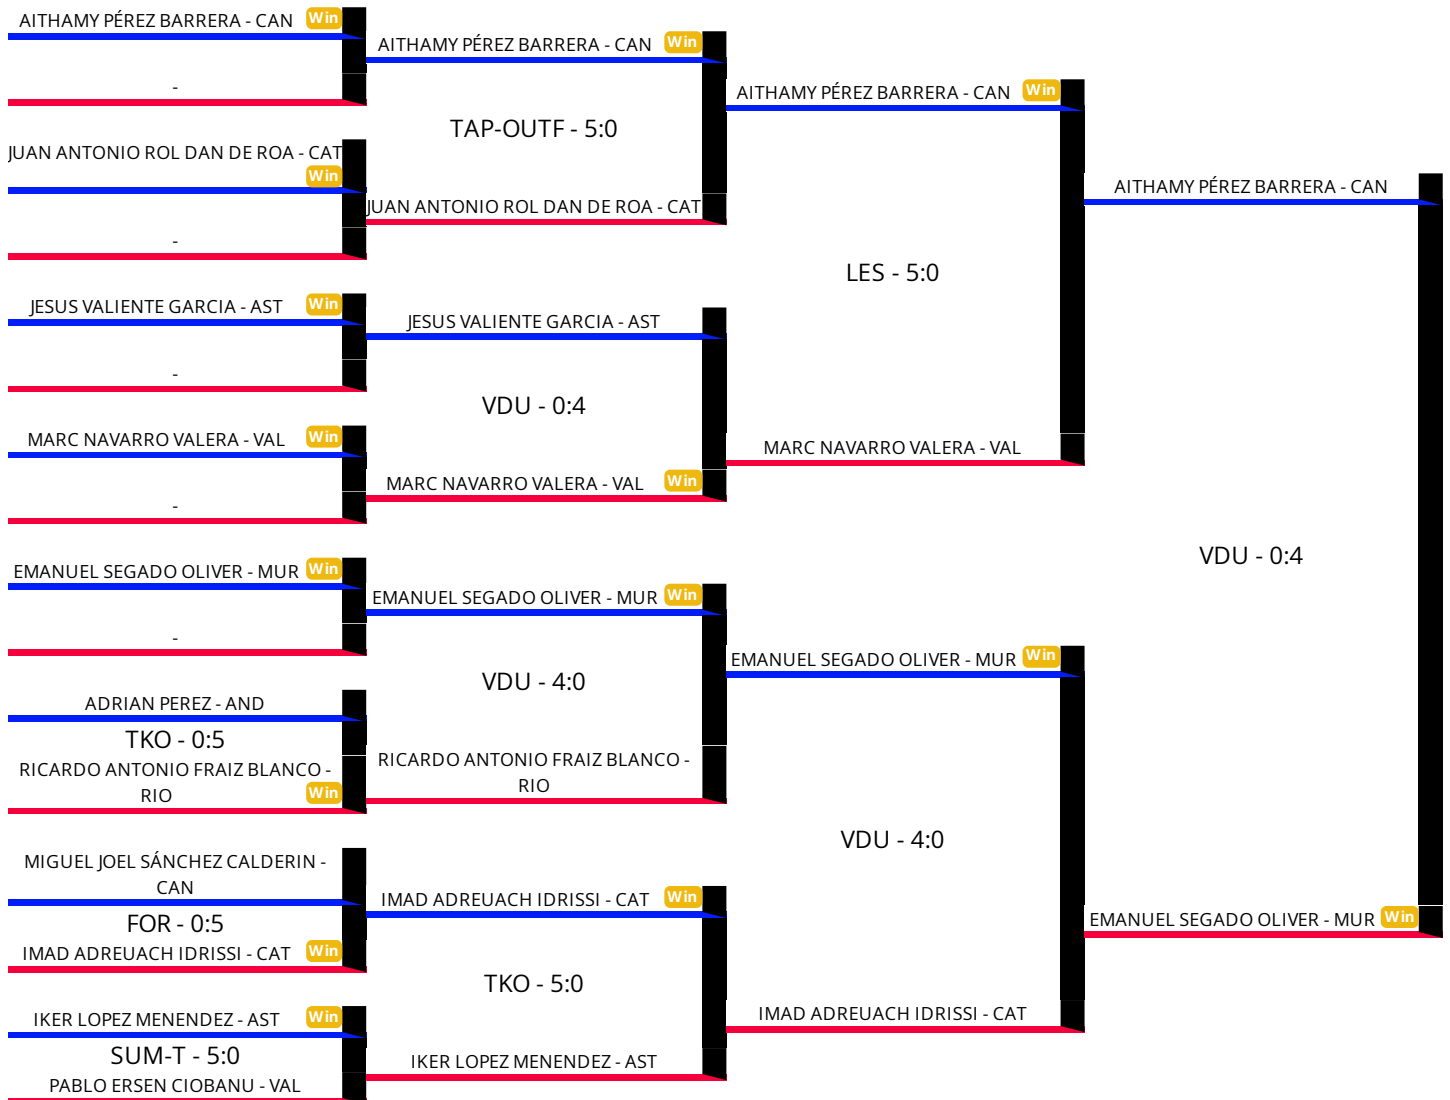 AITHAMY PÉREZ BARRERA - CAN Win
-
JUAN ANTONIO ROL DAN DE ROA - CAT
Win
-
JESUS VALIENTE GARCIA - AST Win
-
MARC NAVARRO VALERA - VAL Win
-
EMANUEL SEGADO OLIVER - MUR Win
-
ADRIAN PEREZ - AND
TKO - 0:5
RICARDO ANTONIO FRAIZ BLANCO -
RIO Win
MIGUEL JOEL SÁNCHEZ CALDERIN -
CAN
FOR - 0:5
IMAD ADREUACH IDRISSI - CAT Win
IKER LOPEZ MENENDEZ - AST Win
SUM-T - 5:0
PABLO ERSEN CIOBANU - VAL
AITHAMY PÉREZ BARRERA - CAN Win
TAP-OUTF - 5:0
JUAN ANTONIO ROL DAN DE ROA - CAT
JESUS VALIENTE GARCIA - AST
VDU - 0:4
MARC NAVARRO VALERA - VAL Win
EMANUEL SEGADO OLIVER - MUR Win
VDU - 4:0
RICARDO ANTONIO FRAIZ BLANCO -
RIO
IMAD ADREUACH IDRISSI - CAT Win
TKO - 5:0
IKER LOPEZ MENENDEZ - AST
AITHAMY PÉREZ BARRERA - CAN Win
LES - 5:0
MARC NAVARRO VALERA - VAL
EMANUEL SEGADO OLIVER - MUR Win
VDU - 4:0
IMAD ADREUACH IDRISSI - CAT
AITHAMY PÉREZ BARRERA - CAN
VDU - 0:4
EMANUEL SEGADO OLIVER - MUR Win